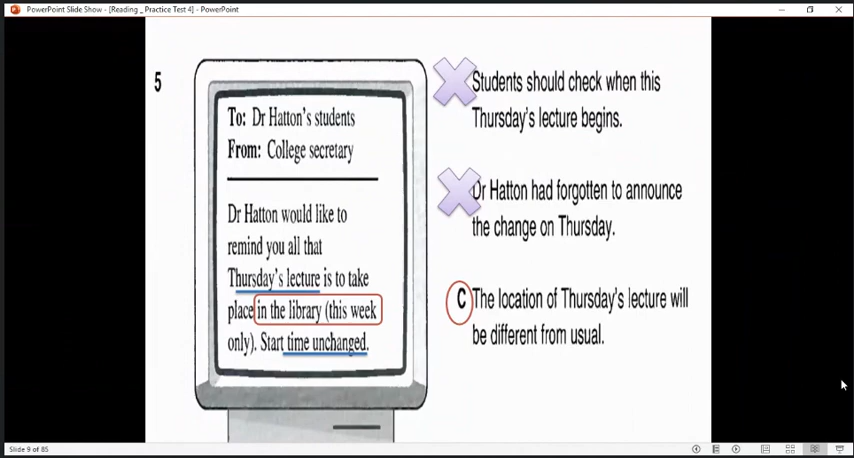 PowerPoint Slide Show - [Reading _ Practice Test 4] - PowerPoint
5
To: Dr Hatton's students
From: College secretary
Dr Hatton would like to
remind you all that
Thursday's lecture is to take
place in the library (this week
only). Start time unchanged.
Students should check when this
Thursday's lecture begins.
Dr Hatton had forgotten to announce
the change on Thursday.
C The location of Thursday's lecture will
be different from usual.
Slide 9 of 85